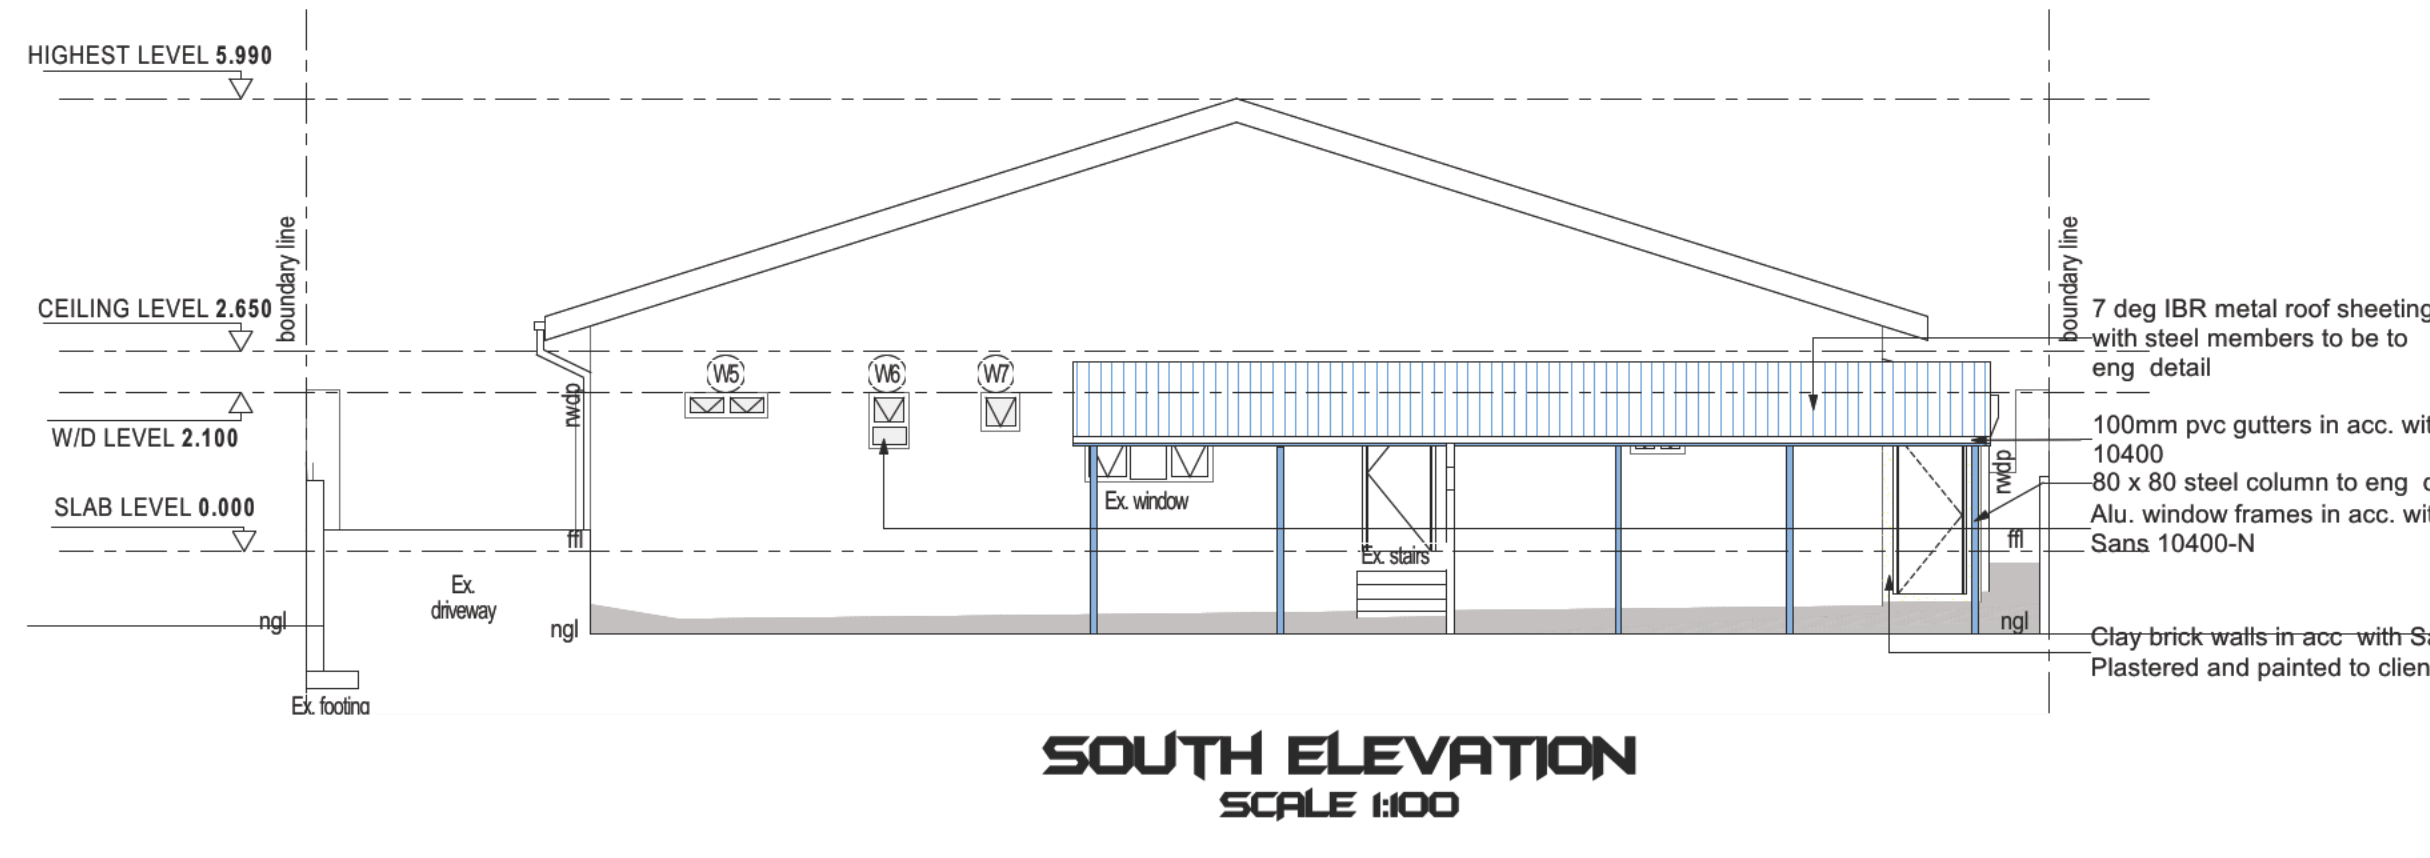 HIGHEST LEVEL 5.990
boundary line
boundary line
CEILING LEVEL 2.650
7 deg IBR metal roof sheeting
with steel members to be to
eng detail
W5
W6
W7
rwdp
W/D LEVEL 2.100
100mm pvc gutters in acc. wit
10400
rwdp
80 x 80 steel column to eng
Ex. window
SLAB LEVEL 0.000
Alu. window frames in acc. wit
Sans 10400-N
ffl
ffl
Ex. stairs
Ex.
driveway
ngl
ngl
ngl
Clay brick walls in acc with Sa
Plastered and painted to clien
Ex. footing
SOUTH ELEVATION
SCALE 1:100